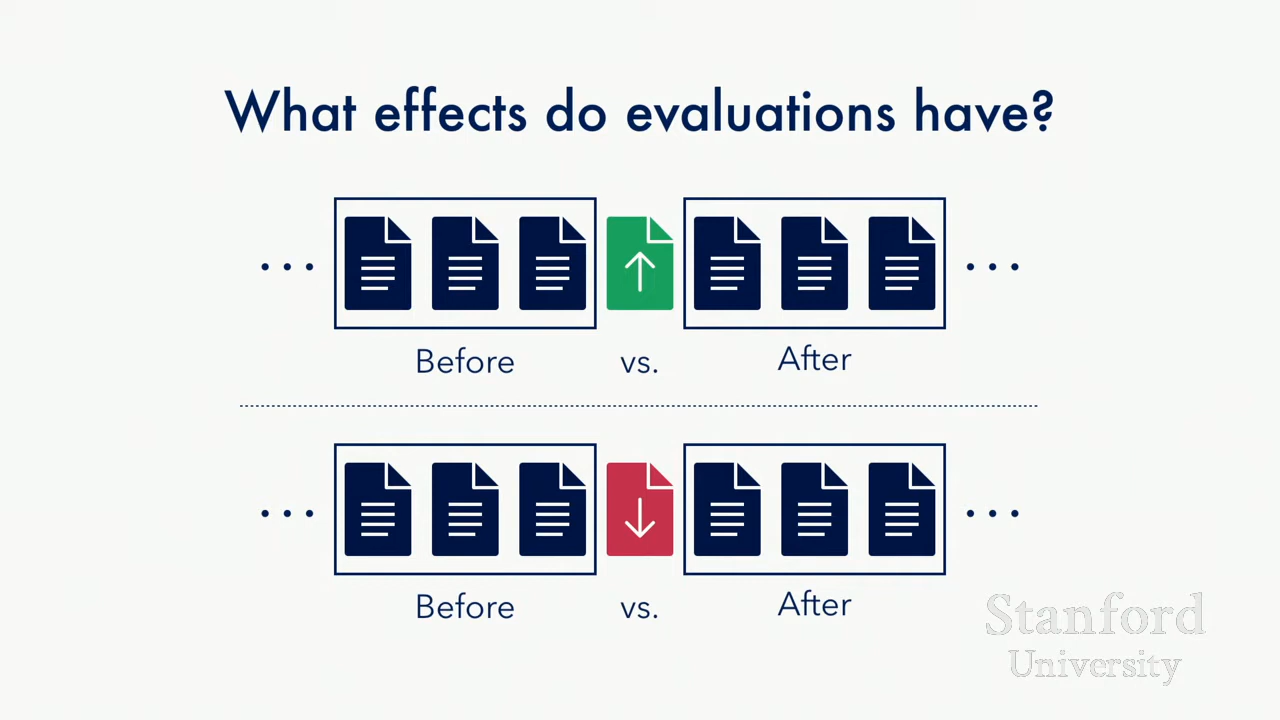 What effects do evaluations have?
... ...
Before vs. After
... ...
Before vs. After
Stanford
University